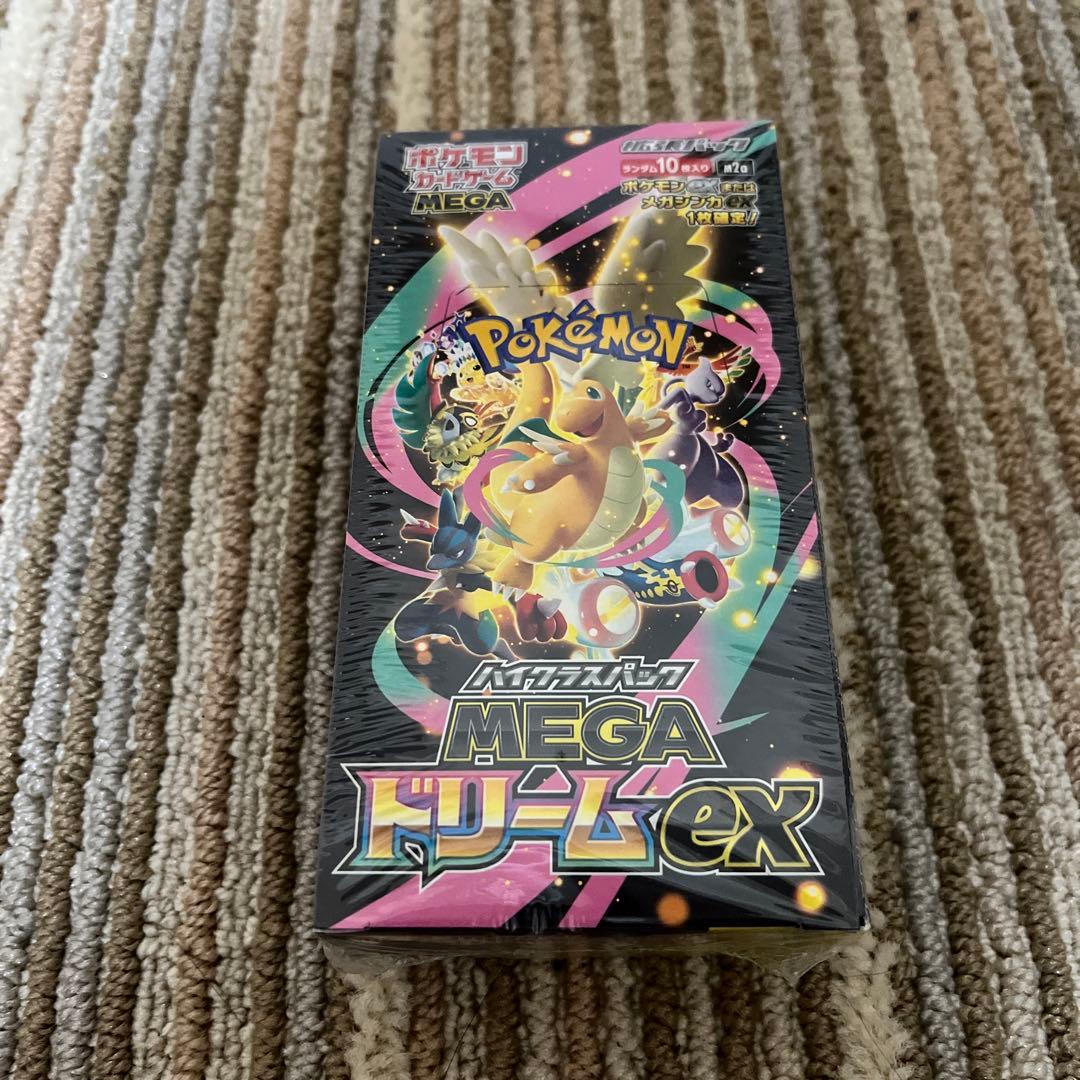 ポケモン
カードゲーム
MEGA
ハイクラスパック
ランダム10枚入り
M2a
ポケモンexまたは
メガシンカex
1枚確定!
POKéMON
TM
ハイクラスパック
MEGA
ドリームex